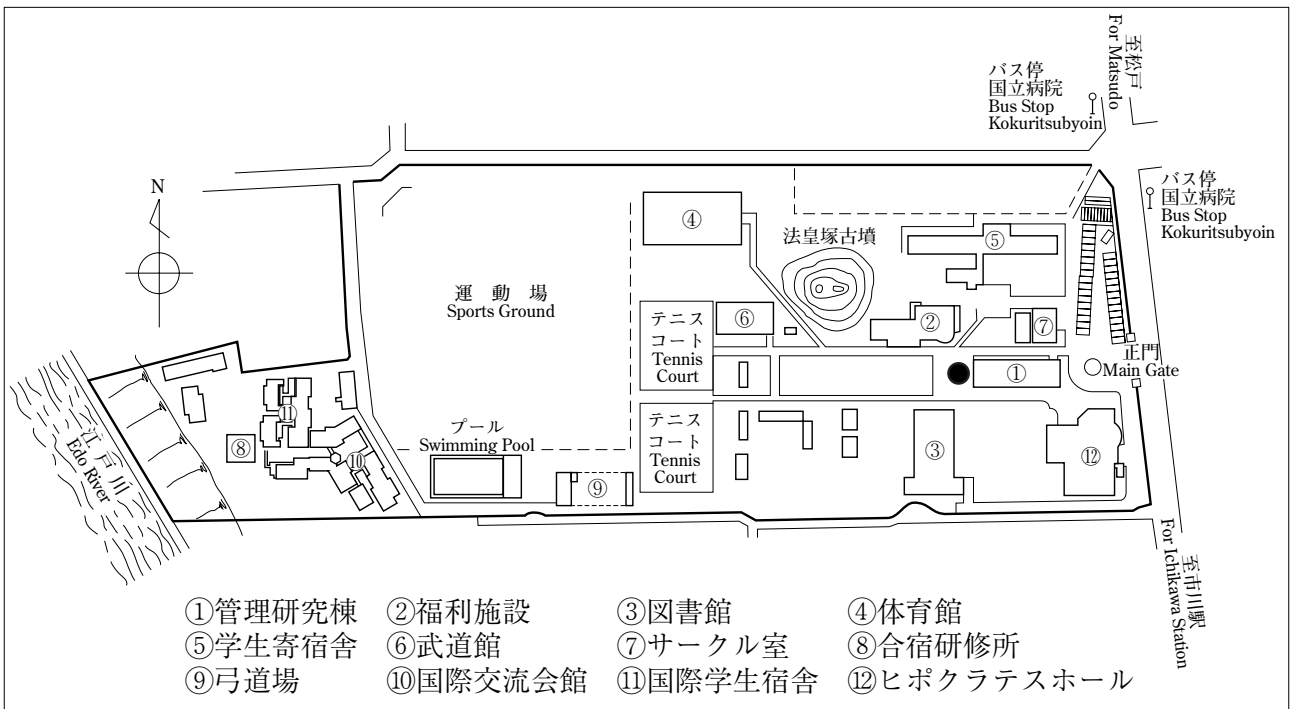 至松戸
For Matsudo
バス停
国立病院
Bus Stop
Kokuritsubyoin
バス停
国立病院
Bus Stop
Kokuritsubyoin
N
④
法皇塚古墳
⑤
運動場
Sports Ground
テニス
コート
Tennis
Court
⑥
②
⑦
正門
Main Gate
①
江戸川
Edo River
⑪
⑧
⑩
プール
Swimming Pool
⑨
テニス
コート
Tennis
Court
③
⑫
至市川駅
For Ichikawa Station
①管理研究棟 ②福利施設 ③図書館 ④体育館
⑤学生寄宿舎 ⑥武道館 ⑦サークル室 ⑧合宿研修所
⑨弓道場 ⑩国際交流会館 ⑪国際学生宿舎 ⑫ヒポクラテスホール